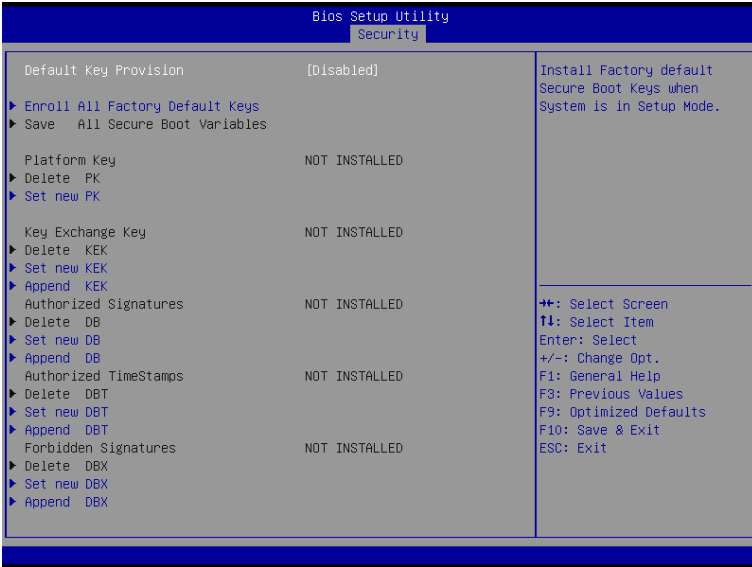 Bios Setup Utility
Security
Default Key Provision [Disabled]
Enroll All Factory Default Keys
Save All Secure Boot Variables
Platform Key NOT INSTALLED
Delete PK
Set new PK
Key Exchange Key NOT INSTALLED
Delete KEK
Set new KEK
Append KEK
Authorized Signatures NOT INSTALLED
Delete DB
Set new DB
Append DB
Authorized TimeStamps NOT INSTALLED
Delete DBT
Set new DBT
Append DBT
Forbidden Signatures NOT INSTALLED
Delete DBX
Set new DBX
Append DBX
Install Factory default
Secure Boot Keys when
System is in Setup Mode.
→←: Select Screen
↑↓: Select Item
Enter: Select
+/-: Change Opt.
F1: General Help
F3: Previous Values
F9: Optimized Defaults
F10: Save & Exit
ESC: Exit